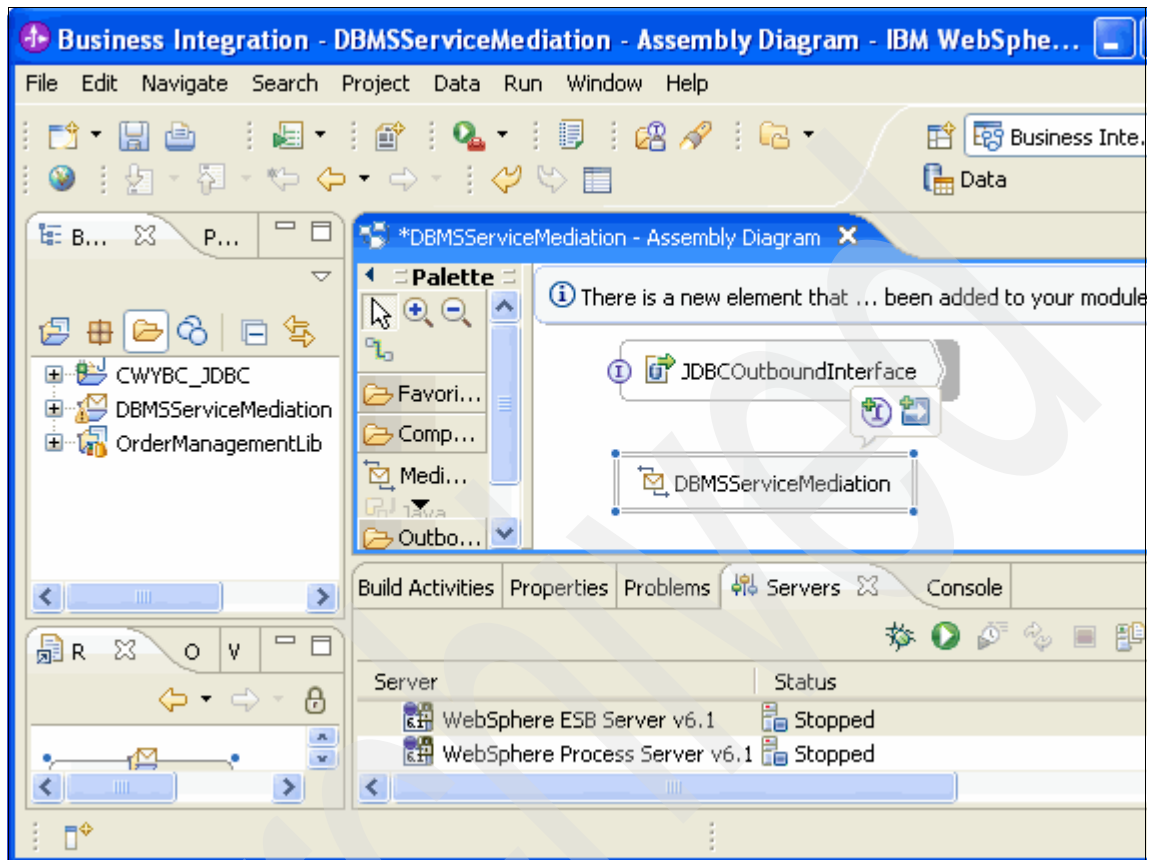 Business Integration - DBMSServiceMediation - Assembly Diagram - IBM WebSphe...
File Edit Navigate Search Project Data Run Window Help
Business Inte.
Data
B... P...
*DBMSServiceMediation - Assembly Diagram
Palette
There is a new element that ... been added to your module
JDBCOutboundInterface
CWYBC_JDBC
DBMSServiceMediation
OrderManagementLib
Favori...
Comp...
Medi...
Java
Outbo...
DBMSServiceMediation
Build Activities Properties Problems Servers Console
R O V
Server Status
WebSphere ESB Server v6.1 Stopped
WebSphere Process Server v6.1 Stopped